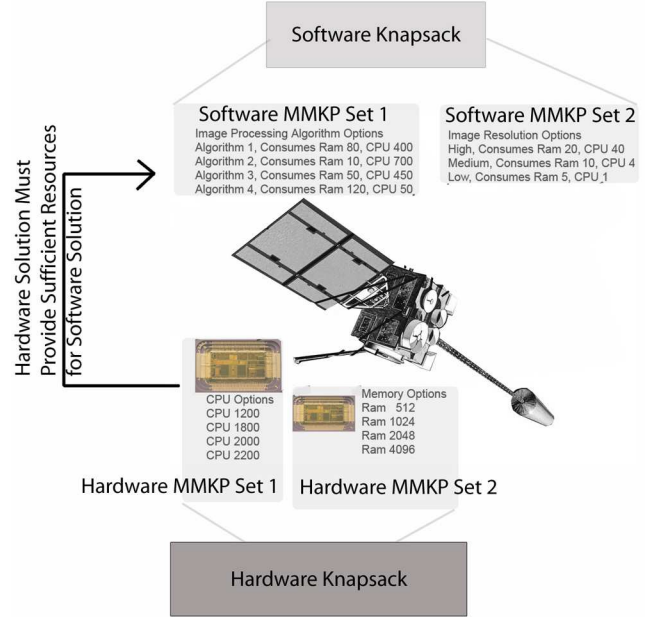 Software Knapsack
Software MMKP Set 1
Image Processing Algorithm Options
Algorithm 1, Consumes Ram 80, CPU 400
Algorithm 2, Consumes Ram 10, CPU 700
Algorithm 3, Consumes Ram 50, CPU 450
Algorithm 4, Consumes Ram 120, CPU 50
Software MMKP Set 2
Image Resolution Options
High, Consumes Ram 20, CPU 40
Medium, Consumes Ram 10, CPU 4
Low, Consumes Ram 5, CPU 1
Hardware Solution Must
Provide Sufficient Resources
for Software Solution
CPU Options
CPU 1200
CPU 1800
CPU 2000
CPU 2200
Hardware MMKP Set 1
Memory Options
Ram 512
Ram 1024
Ram 2048
Ram 4096
Hardware MMKP Set 2
Hardware Knapsack